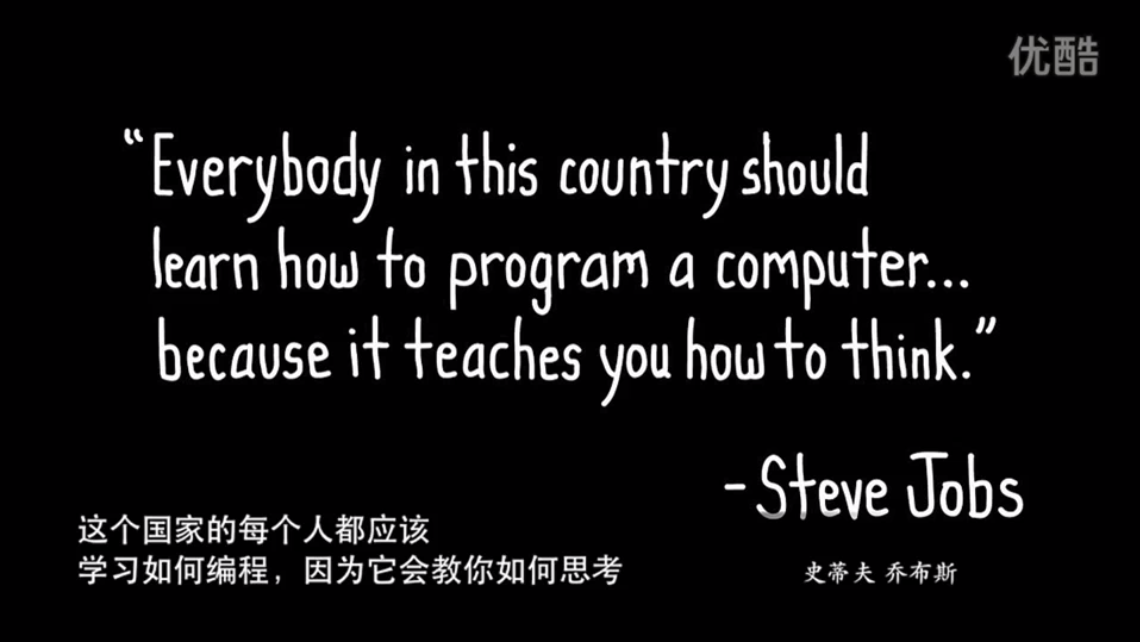 优酷
“Everybody in this country should
learn how to program a computer...
because it teaches you how to think.”
-Steve Jobs
这个国家的每个人都应该
学习如何编程，因为它会教你如何思考
史蒂夫 乔布斯